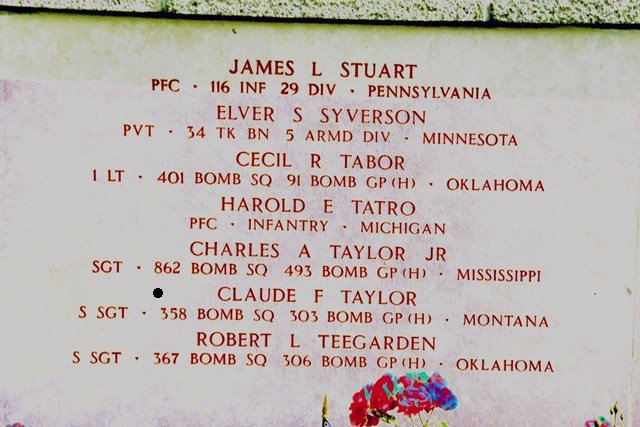 JAMES L STUART
PFC • 116 INF 29 DIV • PENNSYLVANIA
ELVER S SYVERSON
PVT • 34 TK BN 5 ARMD DIV • MINNESOTA
CECIL R TABOR
1 LT • 401 BOMB SQ 91 BOMB GP (H) • OKLAHOMA
HAROLD E TATRO
PFC • INFANTRY • MICHIGAN
CHARLES A TAYLOR JR
SGT • 862 BOMB SQ 493 BOMB GP (H) • MISSISSIPPI
CLAUDE F TAYLOR
S SGT • 358 BOMB SQ 303 BOMB GP (H) • MONTANA
ROBERT L TEEGARDEN
S SGT • 367 BOMB SQ 306 BOMB GP (H) • OKLAHOMA